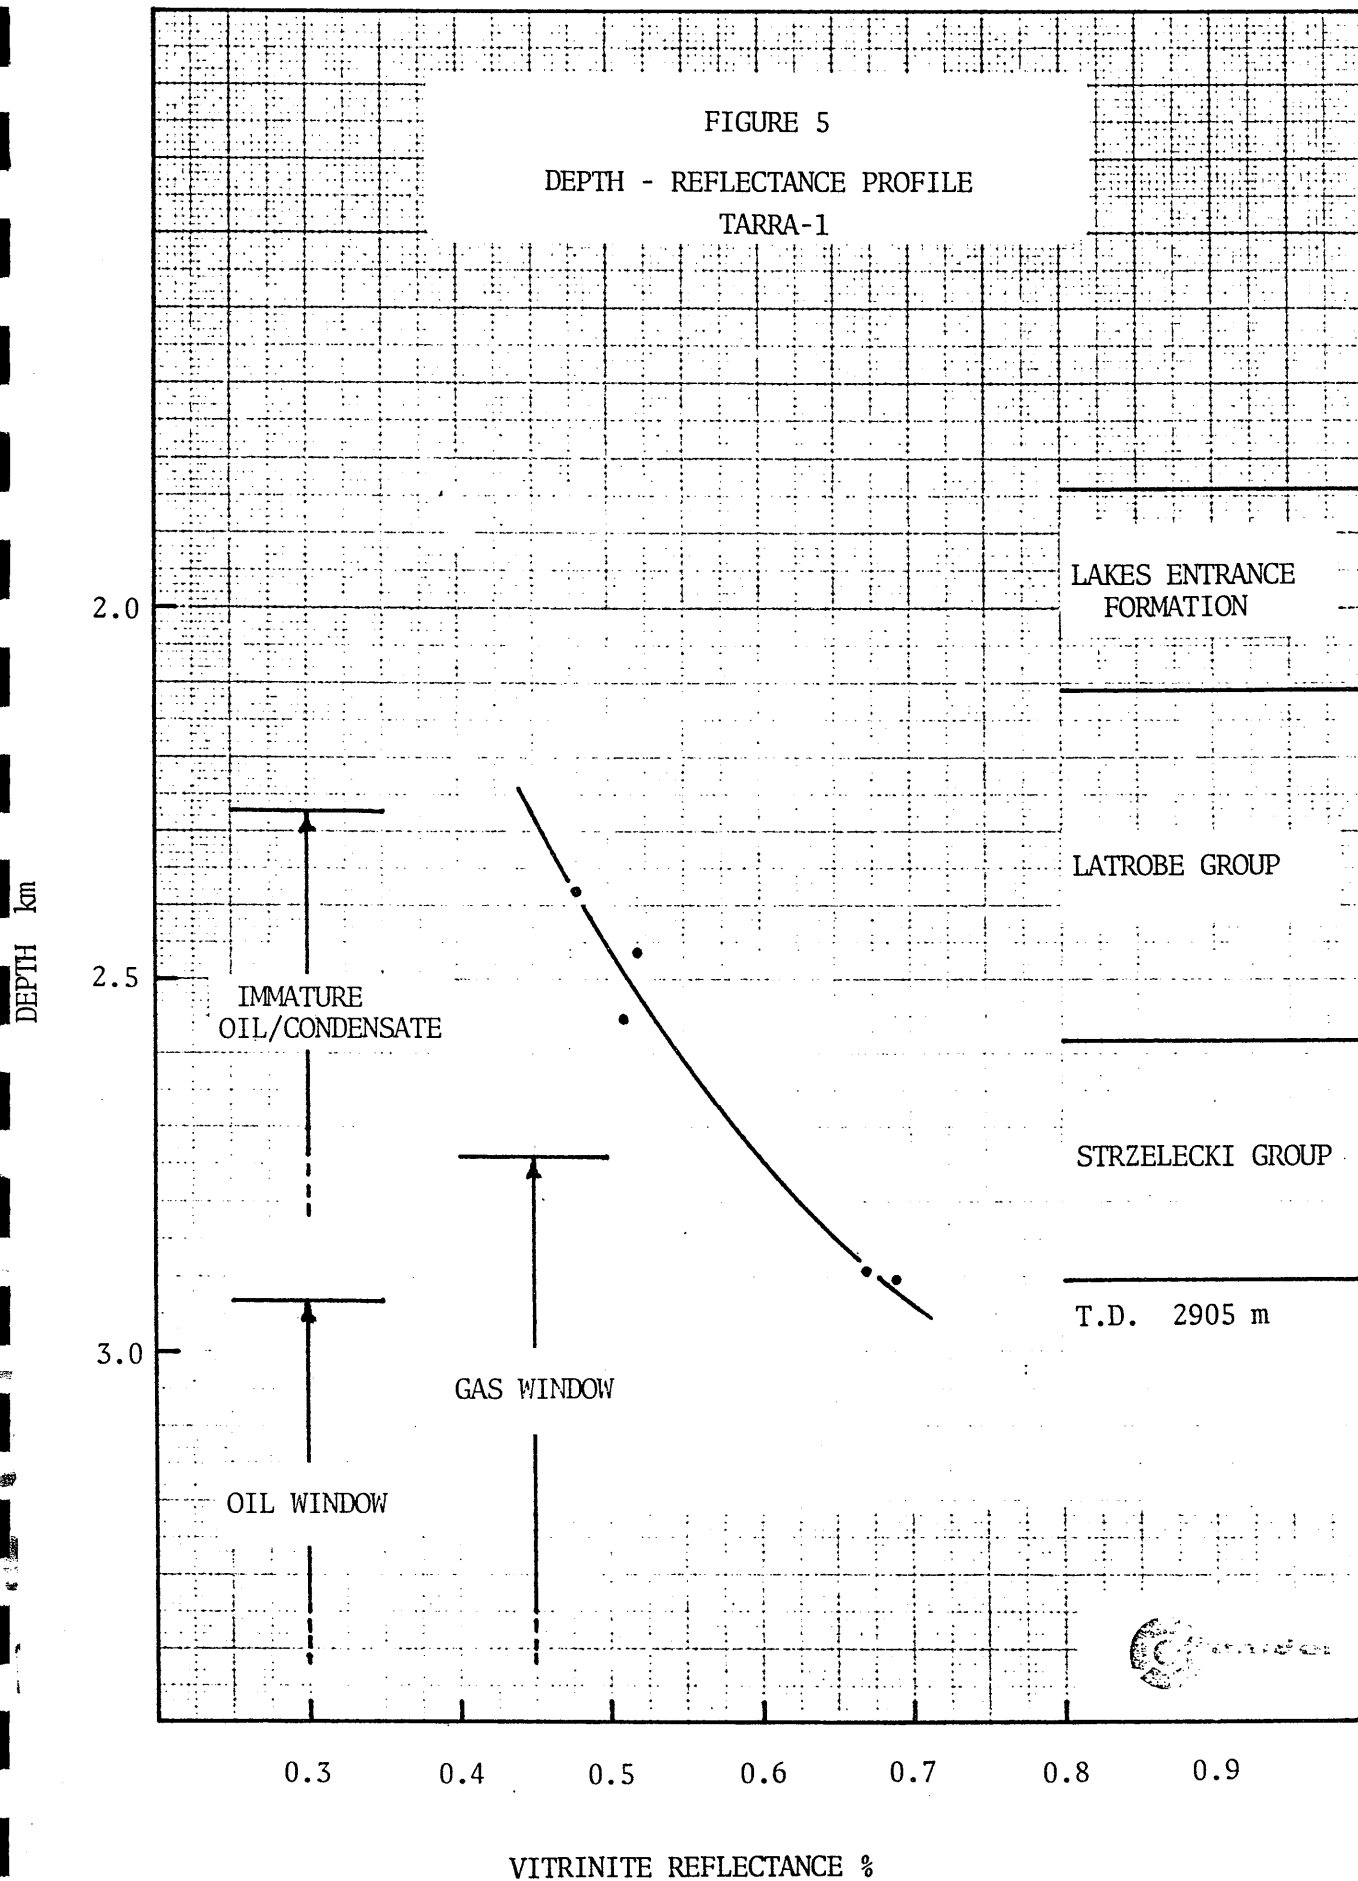 FIGURE 5
DEPTH - REFLECTANCE PROFILE
TARRA-1
LAKES ENTRANCE
FORMATION
2.0
LATROBE GROUP
DEPTH km
2.5
IMMATURE
OIL/CONDENSATE
STRZELECKI GROUP
T.D. 2905 m
3.0
GAS WINDOW
OIL WINDOW
0.3 0.4 0.5 0.6 0.7 0.8 0.9
VITRINITE REFLECTANCE %